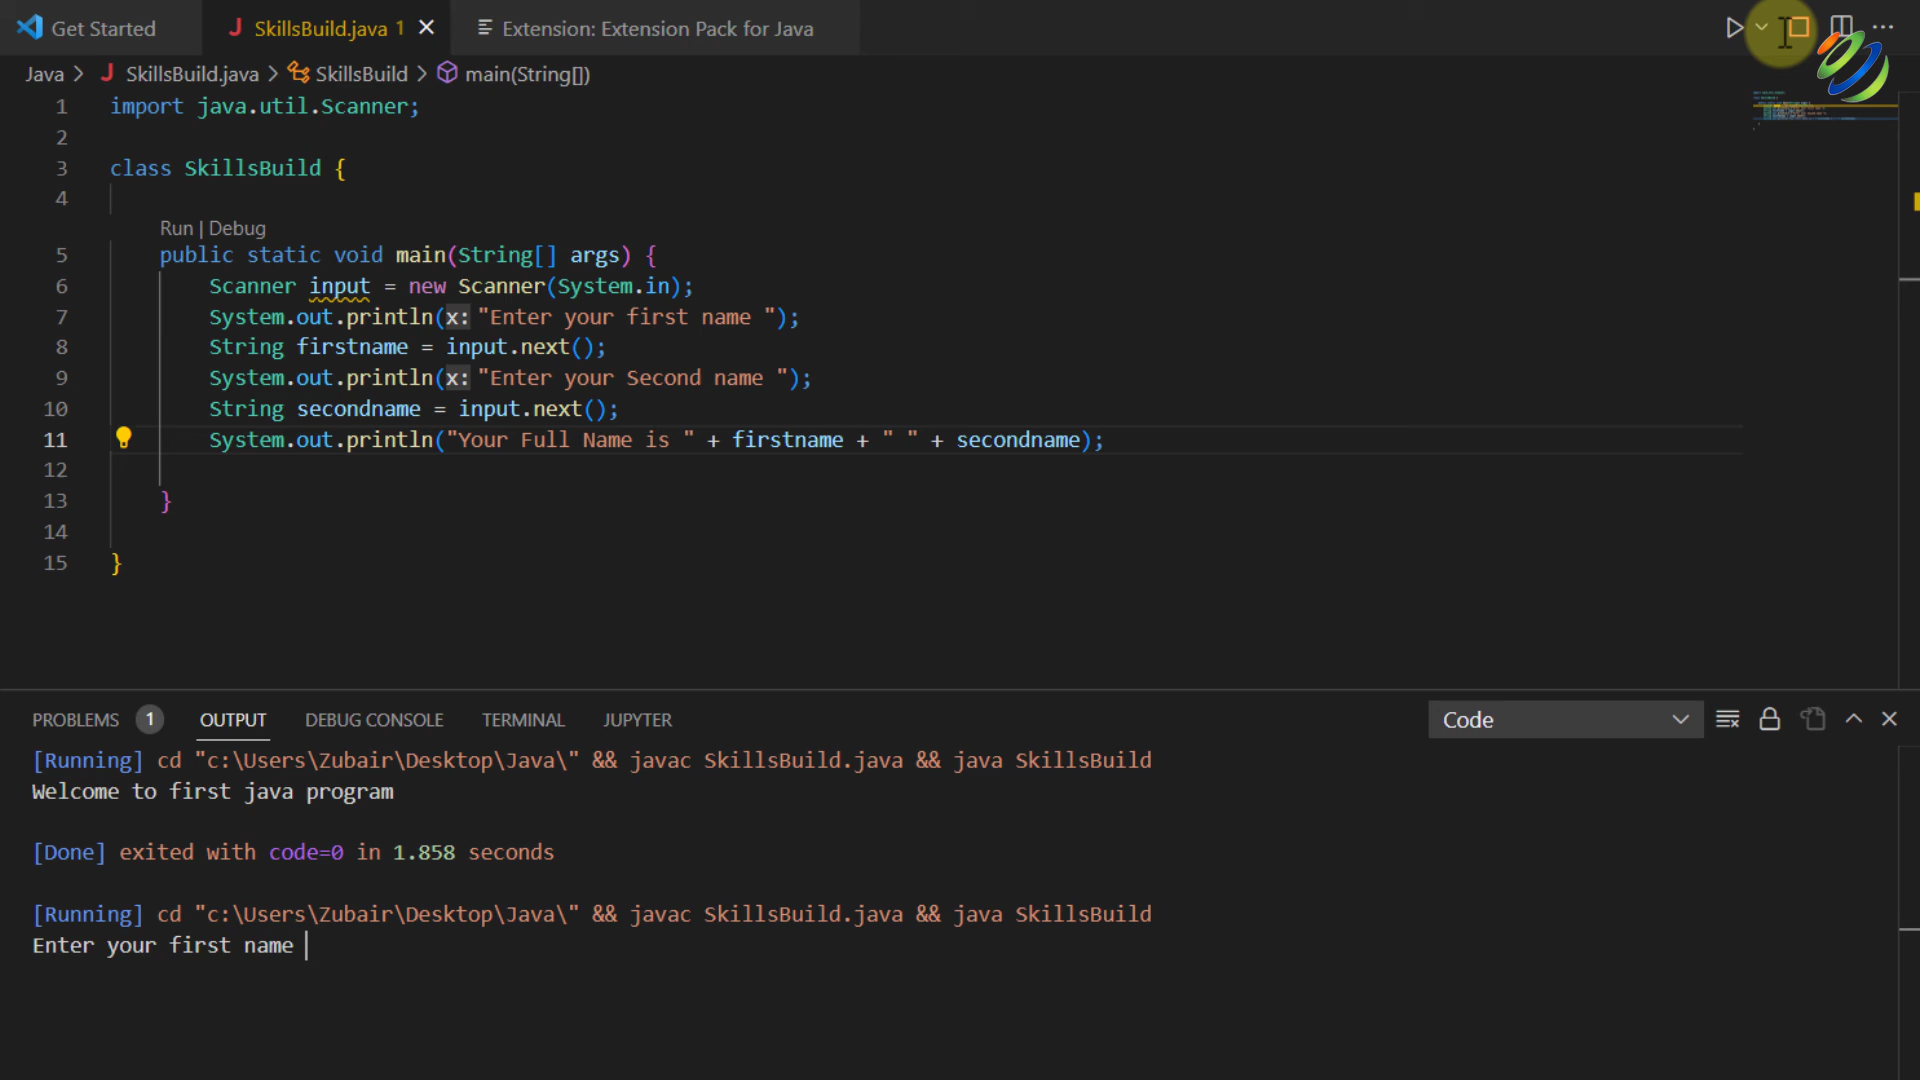 Get Started
J SkillsBuild.java 1
Extension: Extension Pack for Java
Java > J SkillsBuild.java > SkillsBuild > main(String[])
1 import java.util.Scanner;
2
3 class SkillsBuild {
4
Run | Debug
5 public static void main(String[] args) {
6 Scanner input = new Scanner(System.in);
7 System.out.println(x: "Enter your first name ");
8 String firstname = input.next();
9 System.out.println(x: "Enter your Second name ");
10 String secondname = input.next();
11 System.out.println("Your Full Name is " + firstname + " " + secondname);
12
13 }
14
15 }
PROBLEMS 1 OUTPUT DEBUG CONSOLE TERMINAL JUPYTER Code
[Running] cd "c:\Users\Zubair\Desktop\Java\" && javac SkillsBuild.java && java SkillsBuild
Welcome to first java program
[Done] exited with code=0 in 1.858 seconds
[Running] cd "c:\Users\Zubair\Desktop\Java\" && javac SkillsBuild.java && java SkillsBuild
Enter your first name